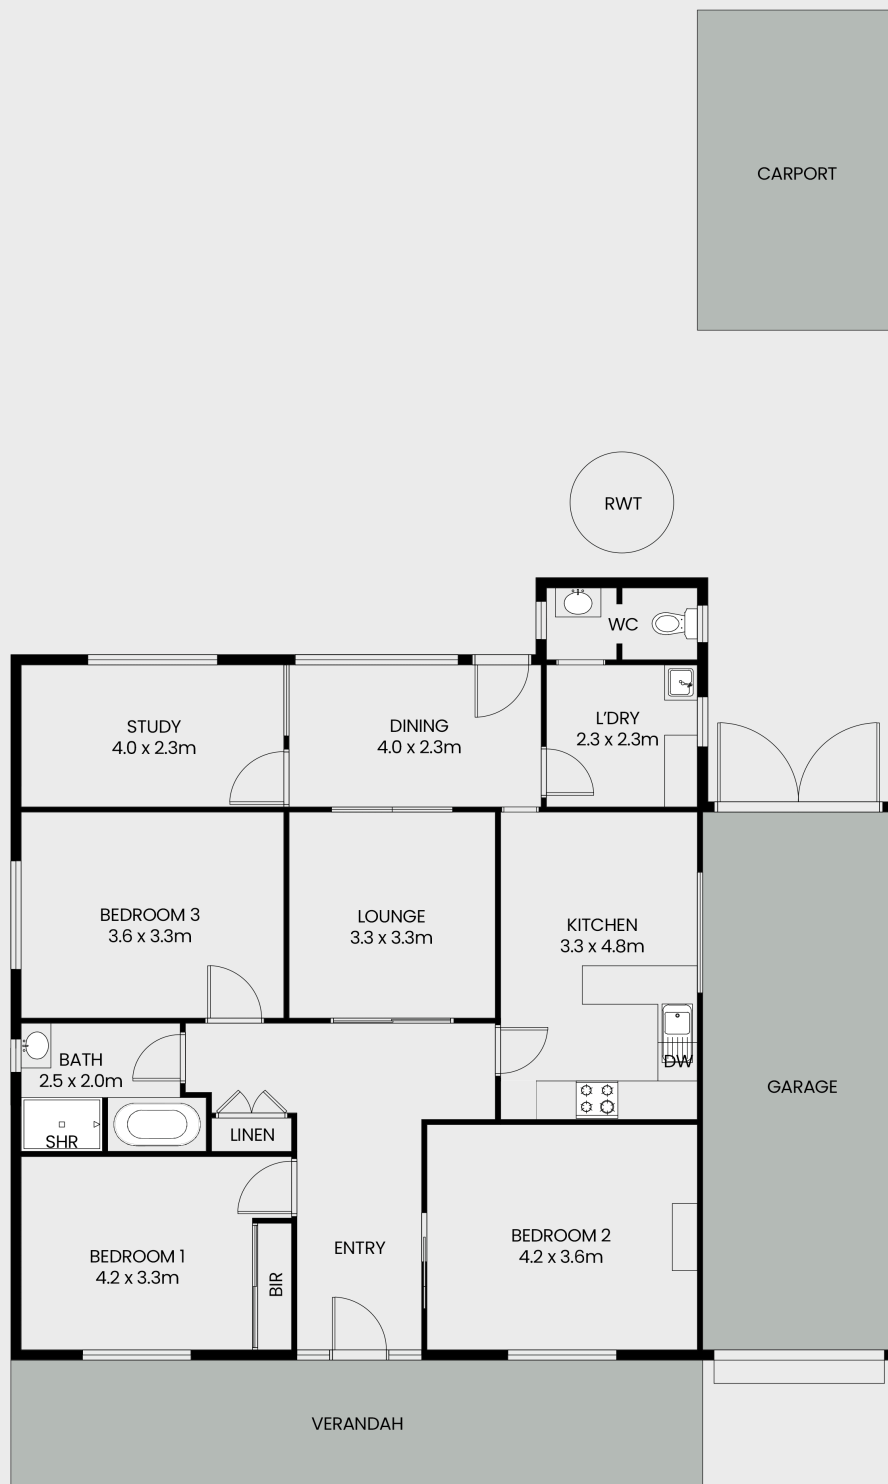 CARPORT
RWT
WC
STUDY
4.0 x 2.3m
DINING
4.0 x 2.3m
L'DRY
2.3 x 2.3m
BEDROOM 3
3.6 x 3.3m
LOUNGE
3.3 x 3.3m
KITCHEN
3.3 x 4.8m
BATH
2.5 x 2.0m
DW
GARAGE
SHR
LINEN
BEDROOM 1
4.2 x 3.3m
BIR
ENTRY
BEDROOM 2
4.2 x 3.6m
VERANDAH